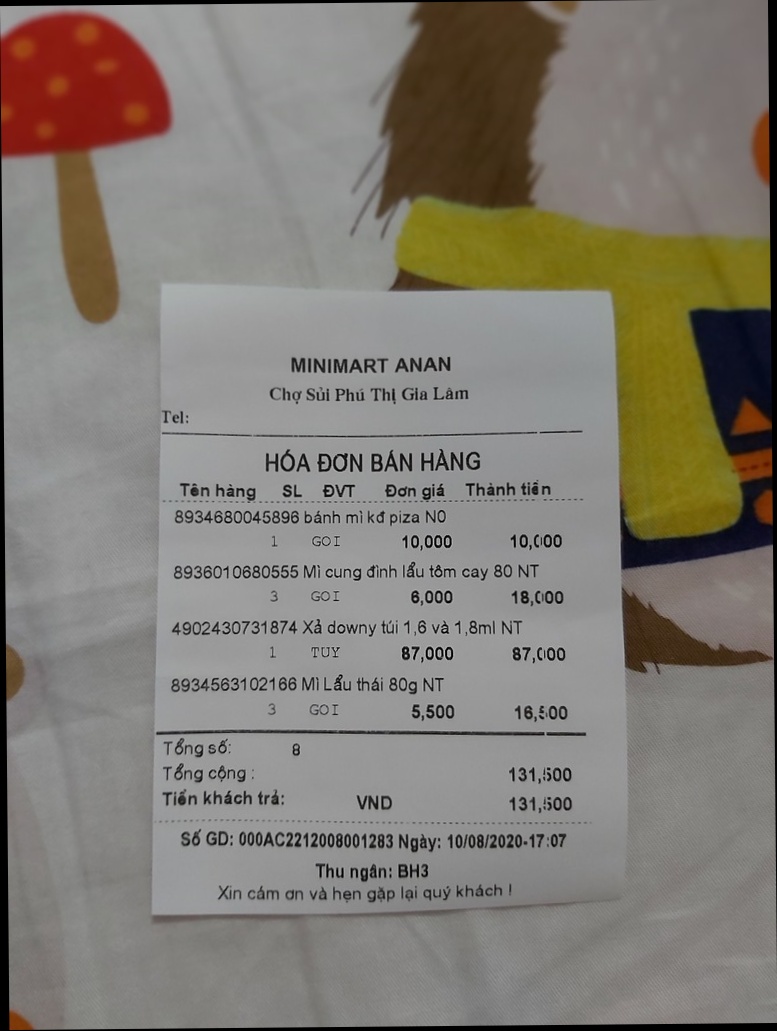 MINIMART ANAN
Chợ Sủi Phú Thị Gia Lâm
Tel:
HÓA ĐƠN BÁN HÀNG
Tên hàng SL ĐVT Đơn giá Thành tiền
8934680045896 bánh mì kđ piza N0
1 GOI 10,000 10,000
8936010680555 Mì cung đình lẩu tôm cay 80 NT
3 GOI 6,000 18,000
4902430731874 Xả downy túi 1,6 và 1,8ml NT
1 TUY 87,000 87,000
8934563102166 Mì Lẩu thái 80g NT
3 GOI 5,500 16,500
Tổng số: 8
Tổng cộng : 131,500
Tiền khách trả: VND 131,500
Số GD: 000AC2212008001283 Ngày: 10/08/2020-17:07
Thu ngân: BH3
Xin cám ơn và hẹn gặp lại quý khách !